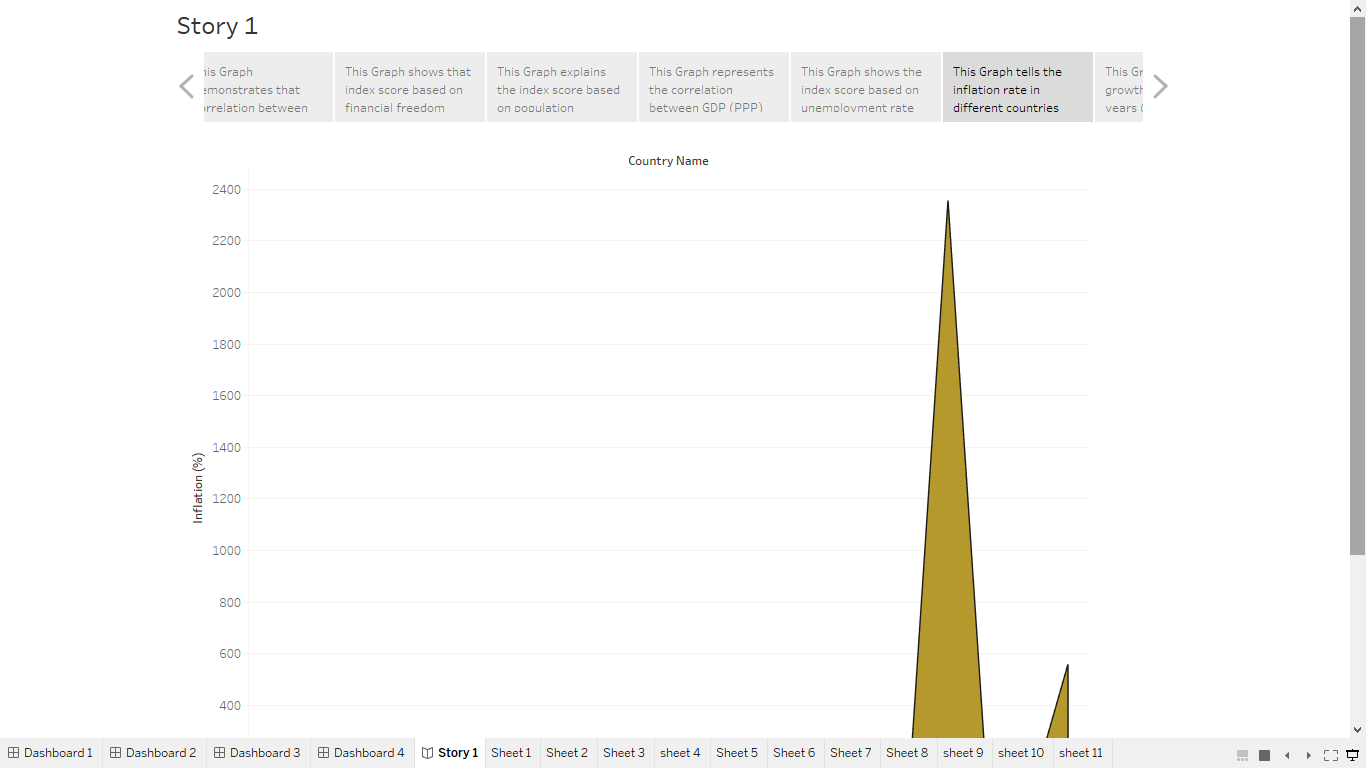 Story 1
his Graph
emonstrates that
orrelation between
This Graph shows that
index score based on
financial freedom
This Graph explains
the index score based
on population
This Graph represents
the correlation
between GDP (PPP)
This Graph shows the
index score based on
unemployment rate
This Graph tells the
inflation rate in
different countries
This Gr
growth
years (
Country Name
2400
2200
2000
1800
1600
1400
1200
1000
800
600
400
Inflation (%)
Dashboard 1 Dashboard 2 Dashboard 3 Dashboard 4 Story 1 Sheet 1 Sheet 2 Sheet 3 sheet 4 Sheet 5 Sheet 6 Sheet 7 Sheet 8 sheet 9 sheet 10 sheet 11